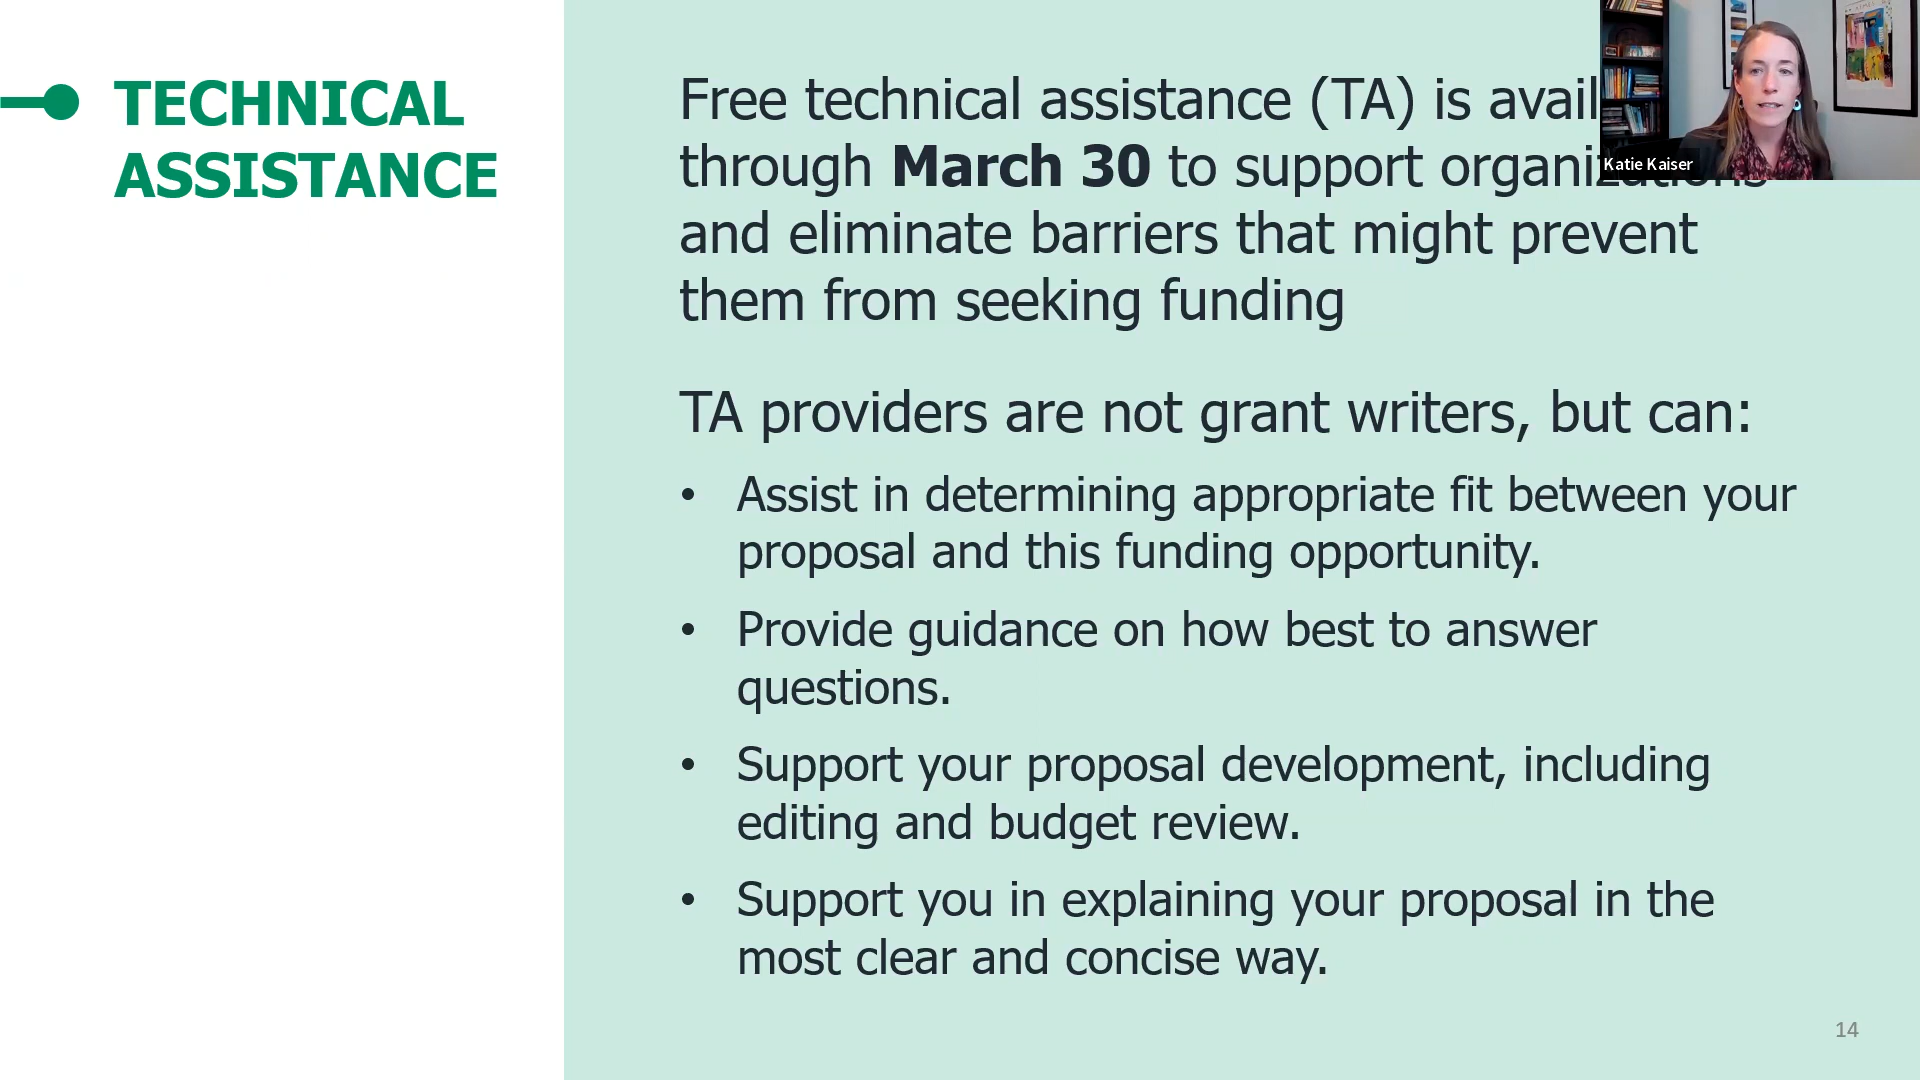 TECHNICAL
ASSISTANCE
Free technical assistance (TA) is avail
through March 30 to support organizations
and eliminate barriers that might prevent
them from seeking funding
TA providers are not grant writers, but can:
• Assist in determining appropriate fit between your
proposal and this funding opportunity.
• Provide guidance on how best to answer
questions.
• Support your proposal development, including
editing and budget review.
• Support you in explaining your proposal in the
most clear and concise way.
Katie Kaiser
14